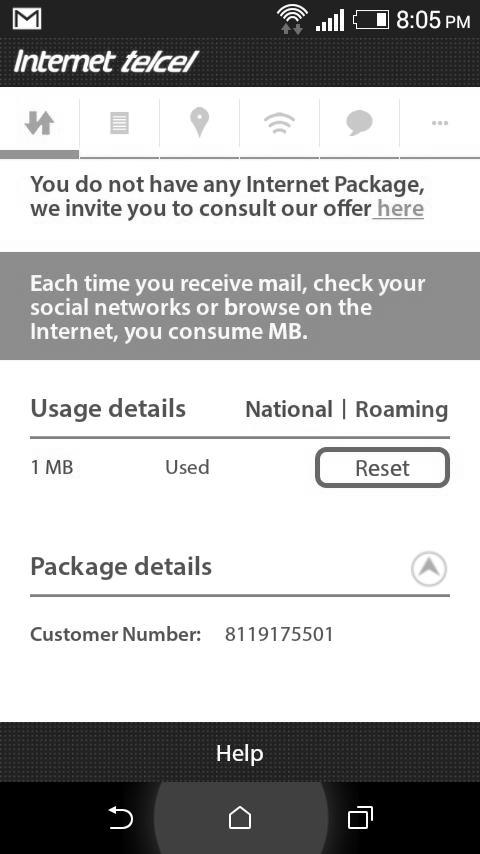 8:05 PM
Internet telcel
You do not have any Internet Package,
we invite you to consult our offer here
Each time you receive mail, check your
social networks or browse on the
Internet, you consume MB.
Usage details National | Roaming
1 MB Used Reset
Package details
Customer Number: 8119175501
Help